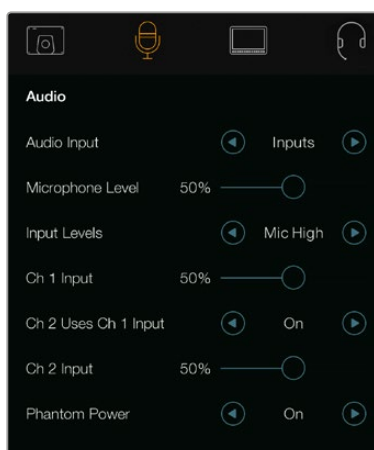 Audio
Audio Input Inputs
Microphone Level 50%
Input Levels Mic High
Ch 1 Input 50%
Ch 2 Uses Ch 1 Input On
Ch 2 Input 50%
Phantom Power On